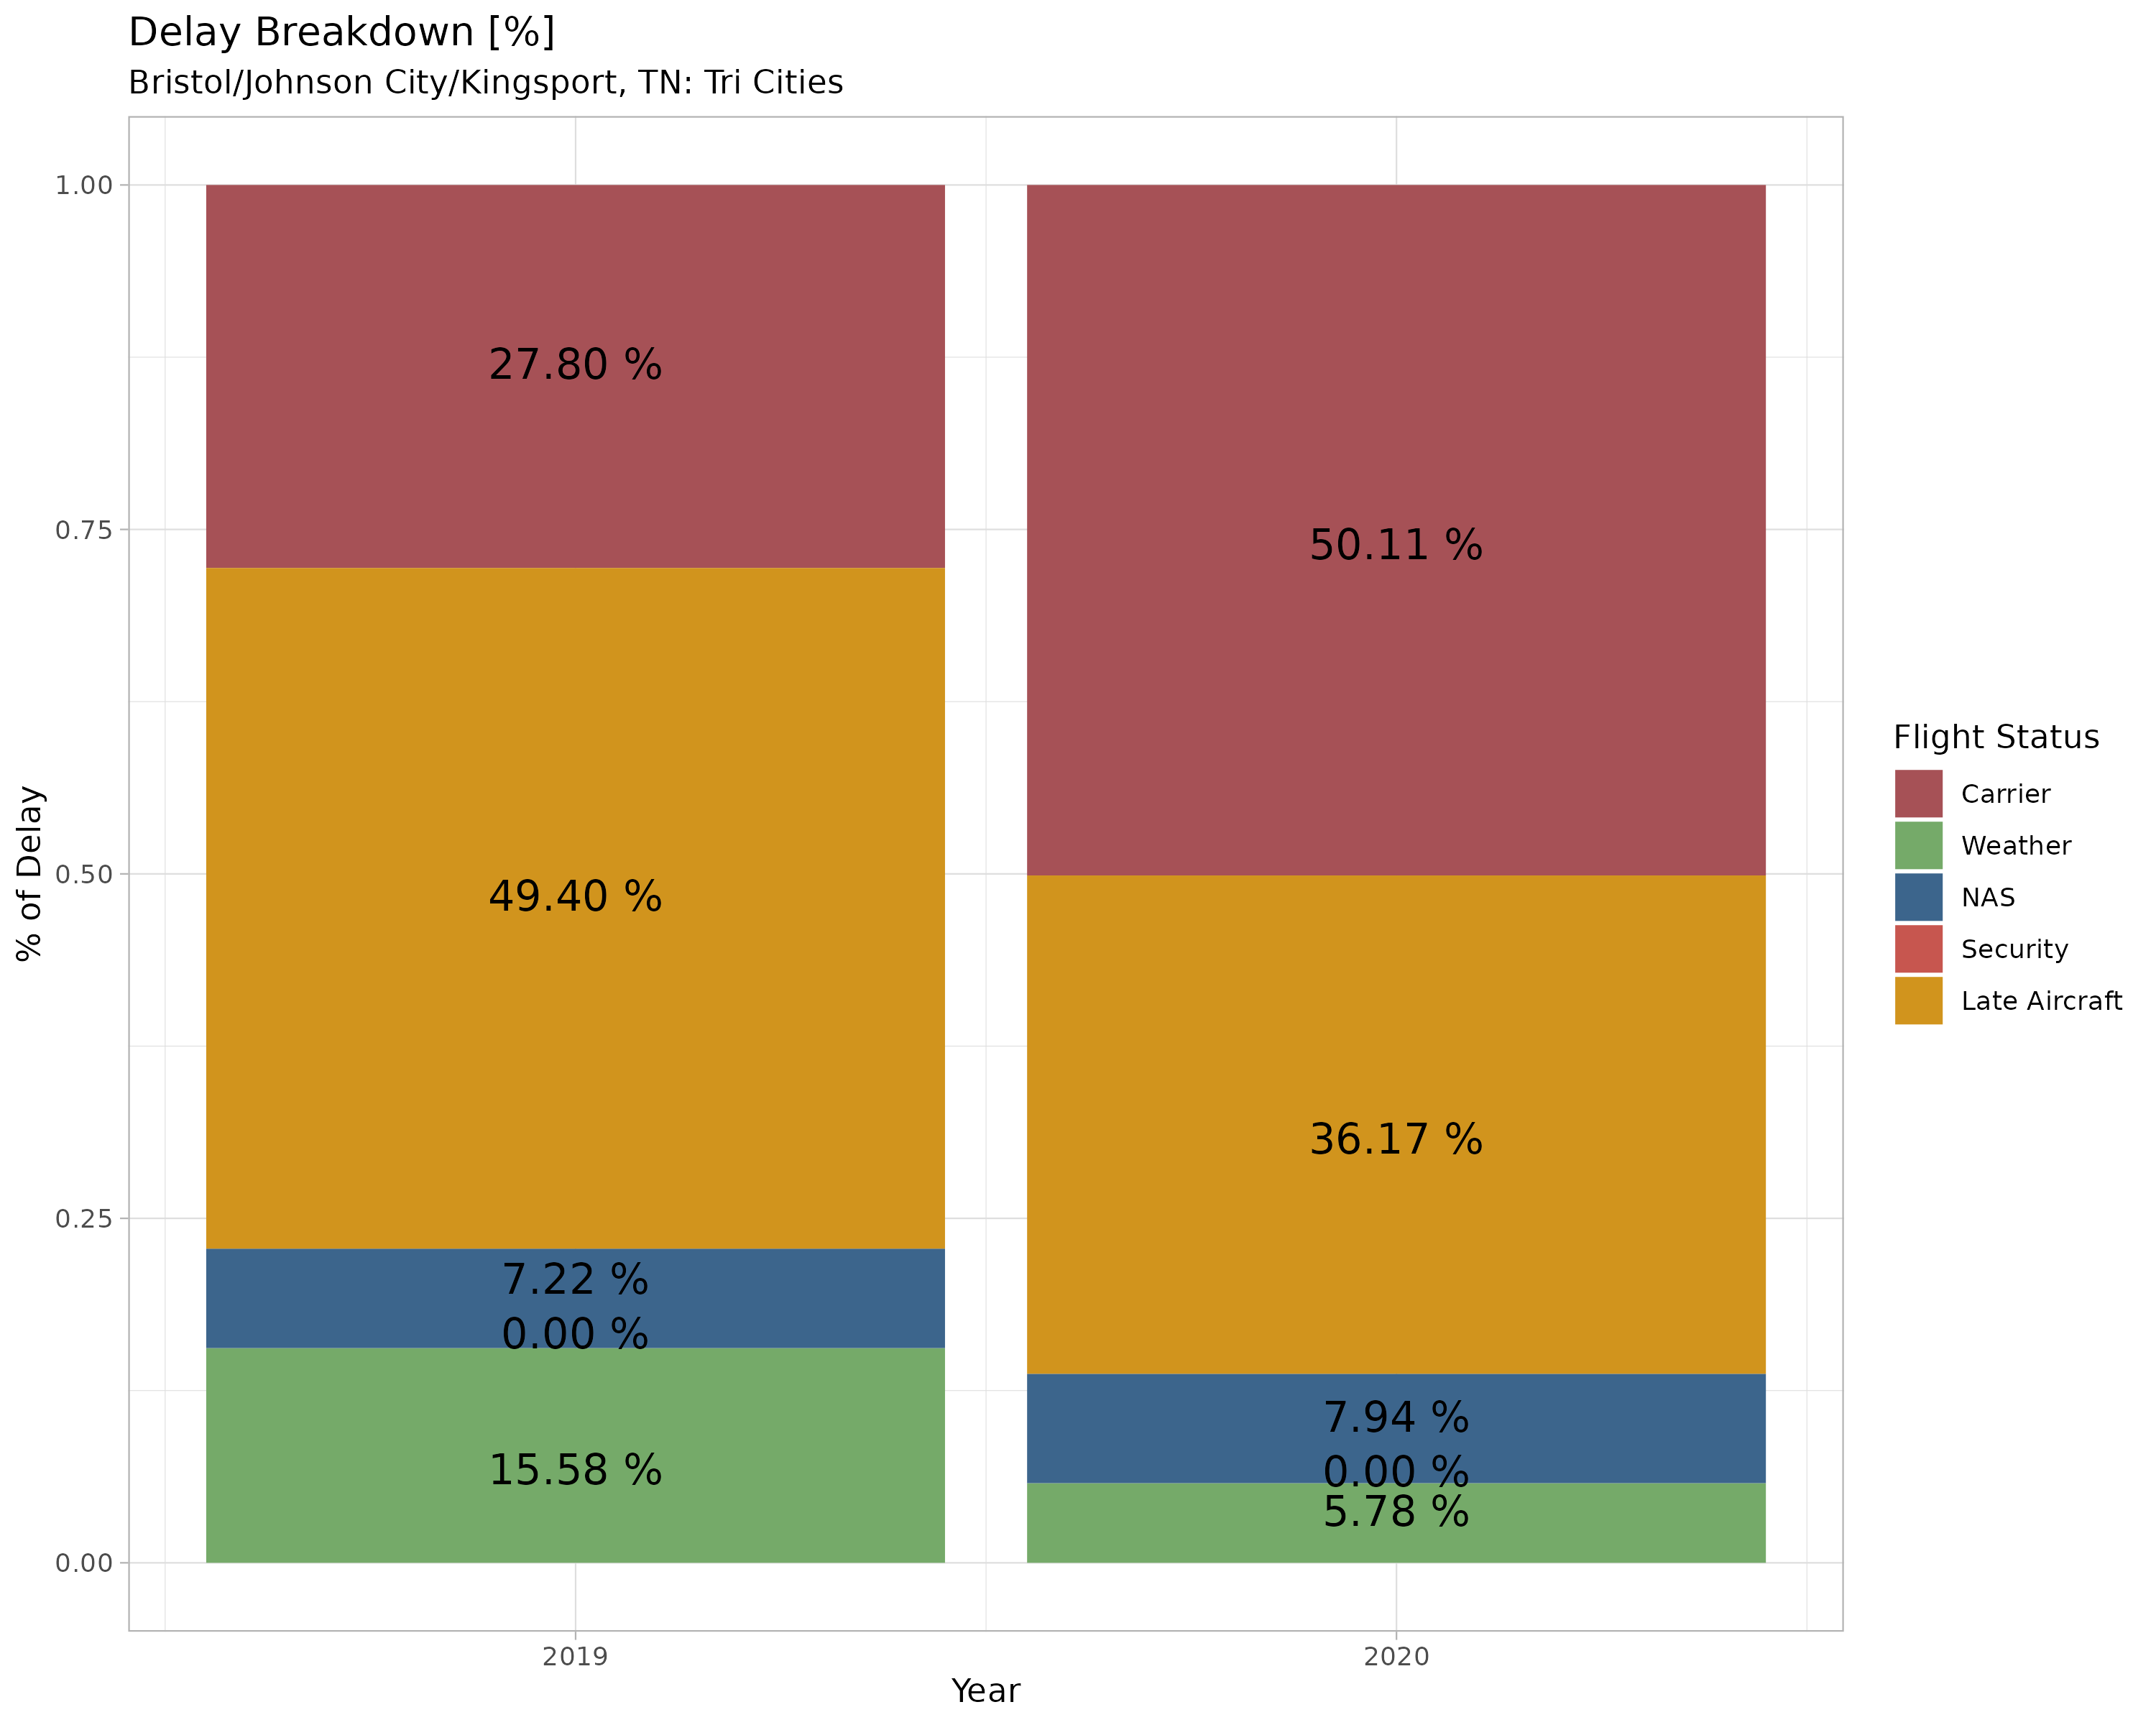 Delay Breakdown [%]
Bristol/Johnson City/Kingsport, TN: Tri Cities
% of Delay
1.00
0.75
0.50
0.25
0.00
27.80 %
49.40 %
7.22 %
0.00 %
15.58 %
50.11 %
36.17 %
7.94 %
0.00 %
5.78 %
2019
2020
Year
Flight Status
Carrier
Weather
NAS
Security
Late Aircraft